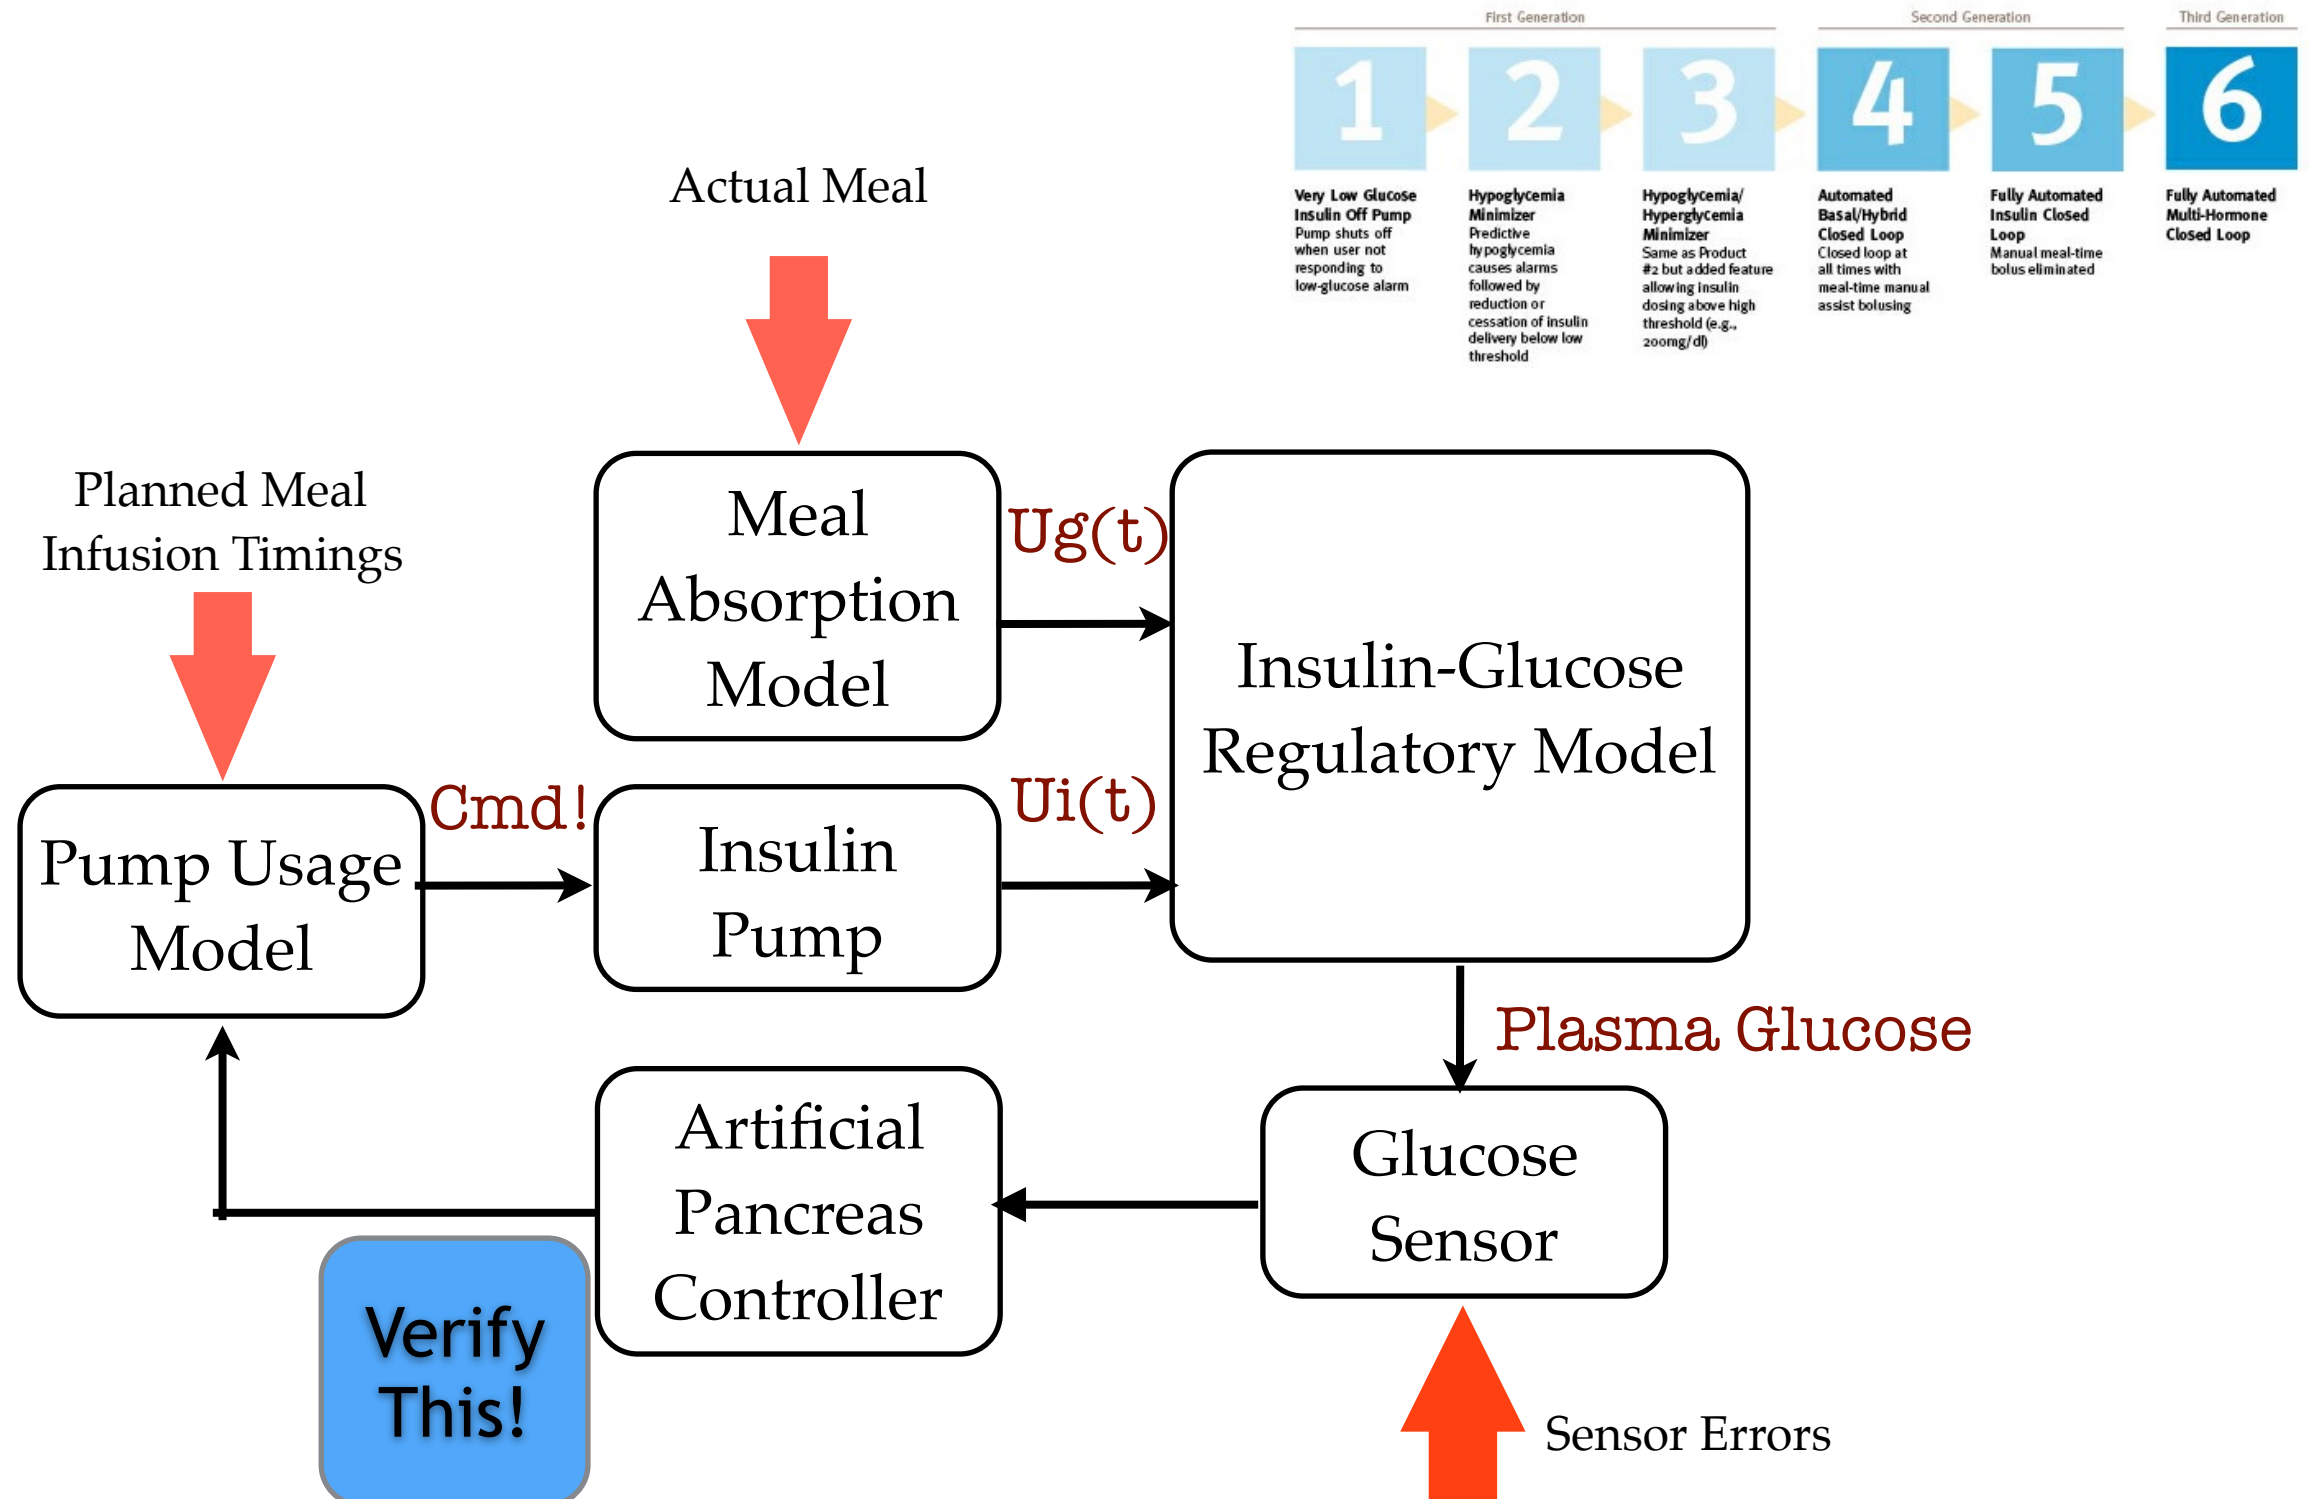 First Generation
Second Generation
Third Generation
1
2
3
4
5
6
Very Low Glucose
Insulin Off Pump
Pump shuts off
when user not
responding to
low-glucose alarm
Hypoglycemia
Minimizer
Predictive
hypoglycemia
causes alarms
followed by
reduction or
cessation of insulin
delivery below low
threshold
Hypoglycemia/
Hyperglycemia
Minimizer
Same as Product
#2 but added feature
allowing insulin
dosing above high
threshold (e.g.,
200mg/dl)
Automated
Basal/Hybrid
Closed Loop
Closed loop at
all times with
meal-time manual
assist bolusing
Fully Automated
Insulin Closed
Loop
Manual meal-time
bolus eliminated
Fully Automated
Multi-Hormone
Closed Loop
Actual Meal
Planned Meal
Infusion Timings
Meal
Absorption
Model
Ug(t)
Insulin-Glucose
Regulatory Model
Pump Usage
Model
Cmd!
Insulin
Pump
Ui(t)
Plasma Glucose
Artificial
Pancreas
Controller
Glucose
Sensor
Verify
This!
Sensor Errors